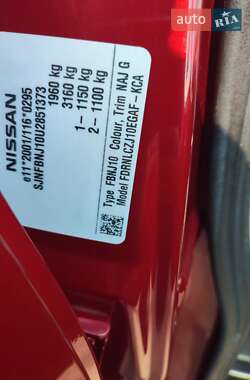 AUTO
RIA
NISSAN
e11*2001/116*0295
SJNFBNJ10U2851373
1960 kg
3160 kg
1 - 1150 kg
2 - 1100 kg
Type FBNJ10 Colour, Trim NAJ G
Model FDRNLCZJ10EGAF-KCA